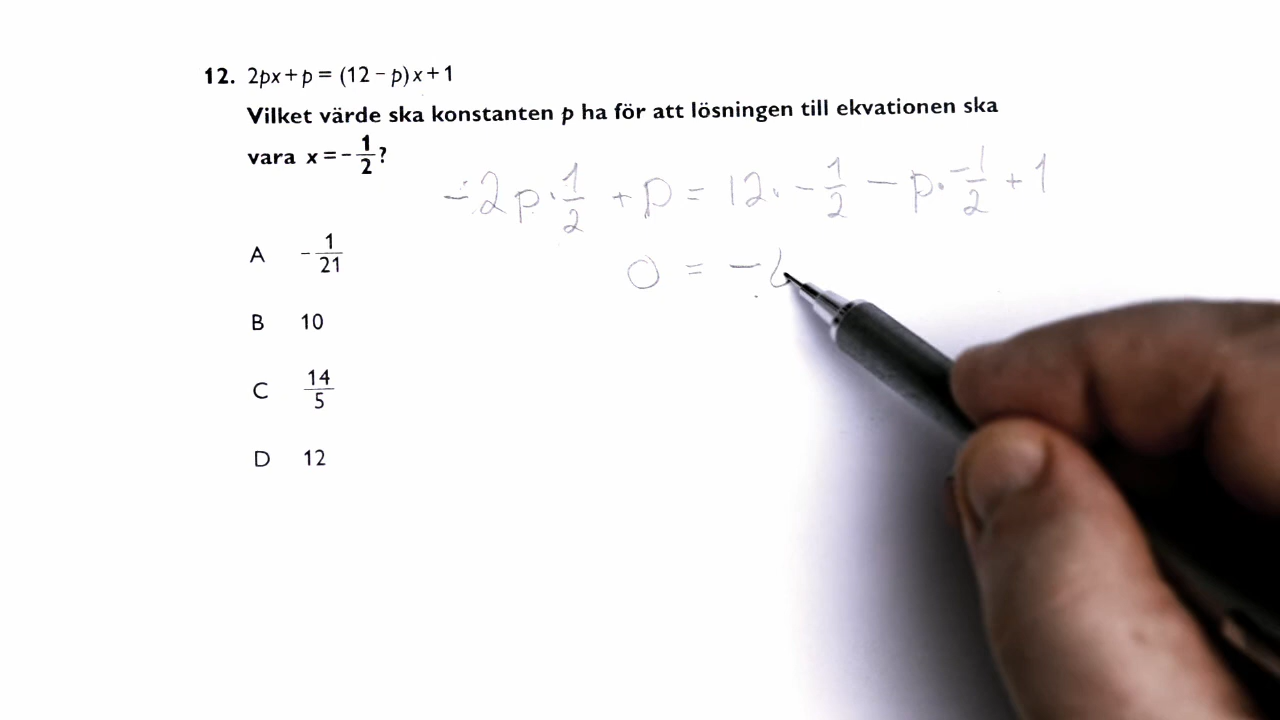 12. 2px + p = (12 − p)x + 1
Vilket värde ska konstanten p ha för att lösningen till ekvationen ska
vara x = −1/2?
−2p·1/2 + p = 12·−1/2 − p·−1/2 + 1
0 = −6
A −1/21
B 10
C 14/5
D 12